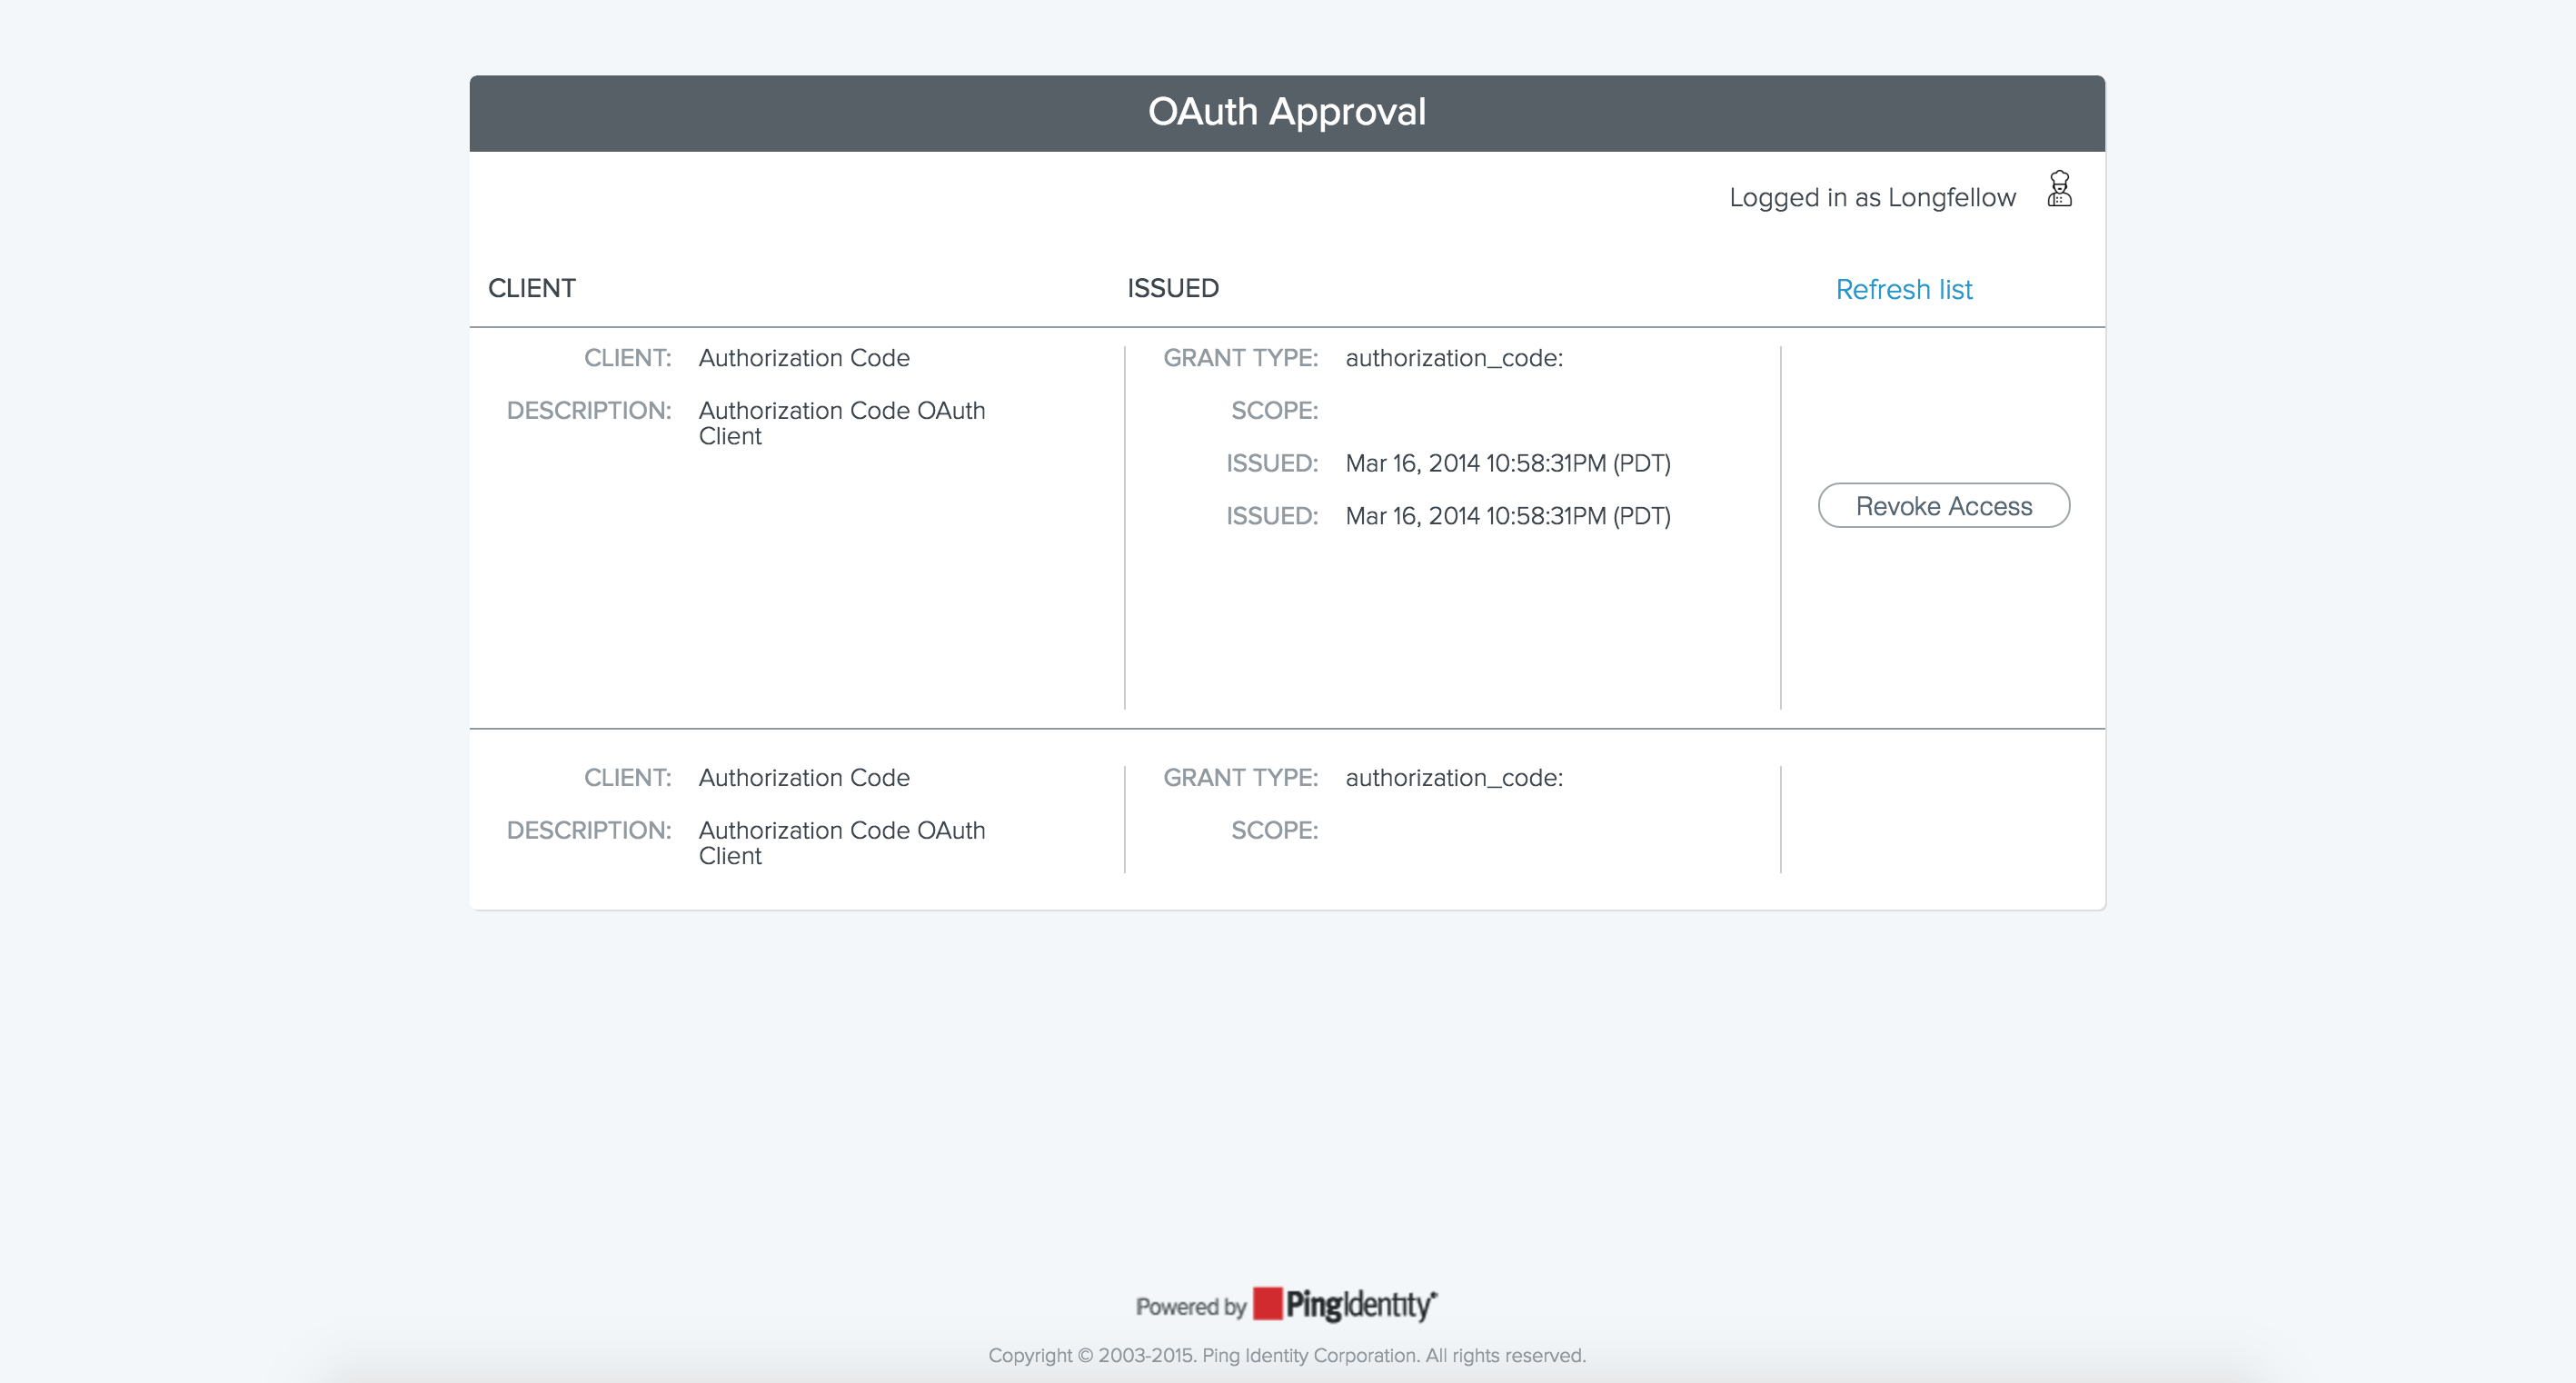 OAuth Approval
Logged in as Longfellow
CLIENT ISSUED Refresh list
CLIENT: Authorization Code
DESCRIPTION: Authorization Code OAuth
Client
GRANT TYPE: authorization_code:
SCOPE:
ISSUED: Mar 16, 2014 10:58:31PM (PDT)
ISSUED: Mar 16, 2014 10:58:31PM (PDT)
Revoke Access
CLIENT: Authorization Code
DESCRIPTION: Authorization Code OAuth
Client
GRANT TYPE: authorization_code:
SCOPE:
Powered by PingIdentity
Copyright © 2003-2015. Ping Identity Corporation. All rights reserved.